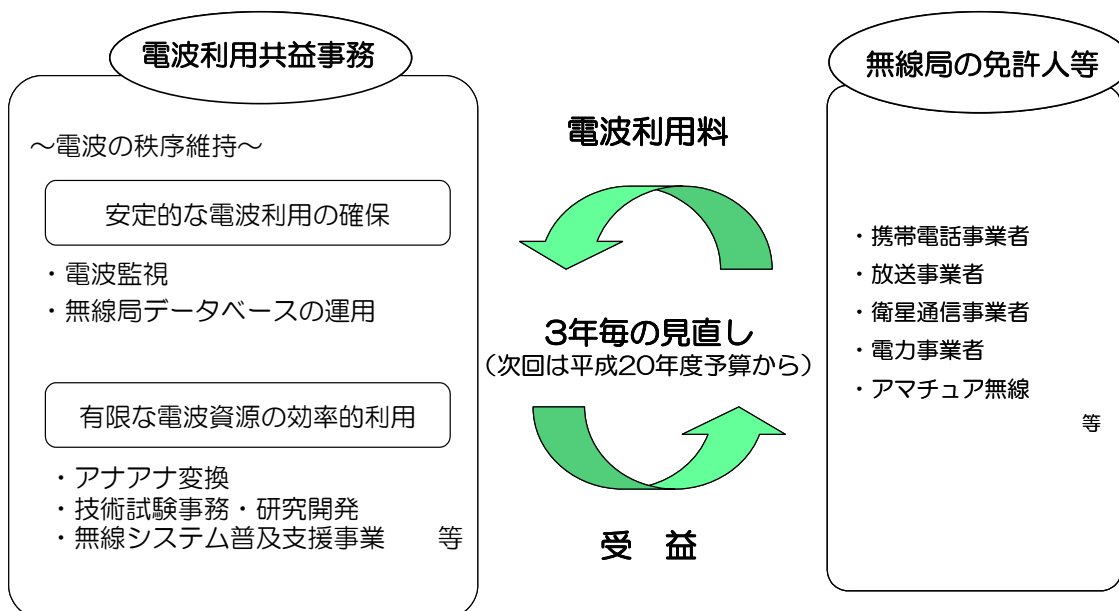 電波利用共益事務
～電波の秩序維持～
安定的な電波利用の確保
・電波監視
・無線局データベースの運用
有限な電波資源の効率的利用
・アナアナ変換
・技術試験事務・研究開発
・無線システム普及支援事業　等
電波利用料
3年毎の見直し
（次回は平成20年度予算から）
受　益
無線局の免許人等
・携帯電話事業者
・放送事業者
・衛星通信事業者
・電力事業者
・アマチュア無線
等